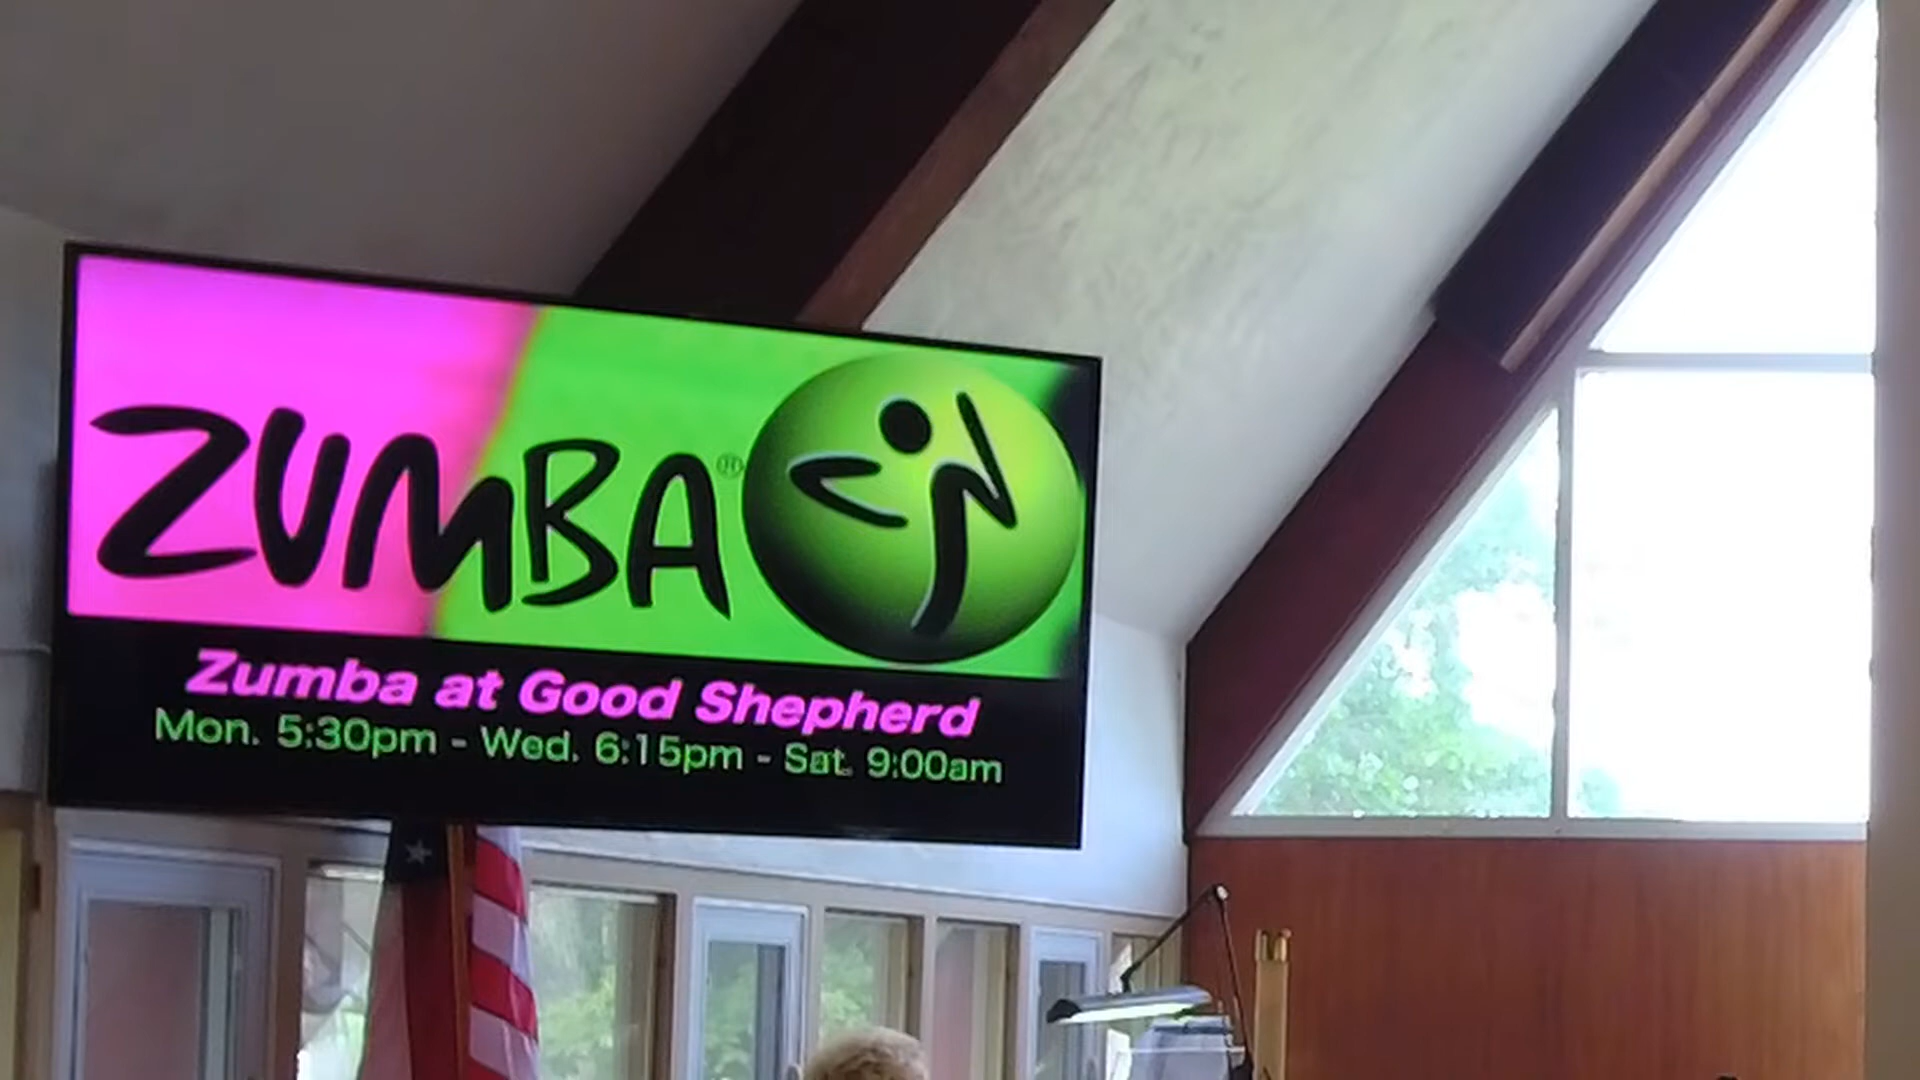 ZUMBA®
Zumba at Good Shepherd
Mon. 5:30pm - Wed. 6:15pm - Sat. 9:00am